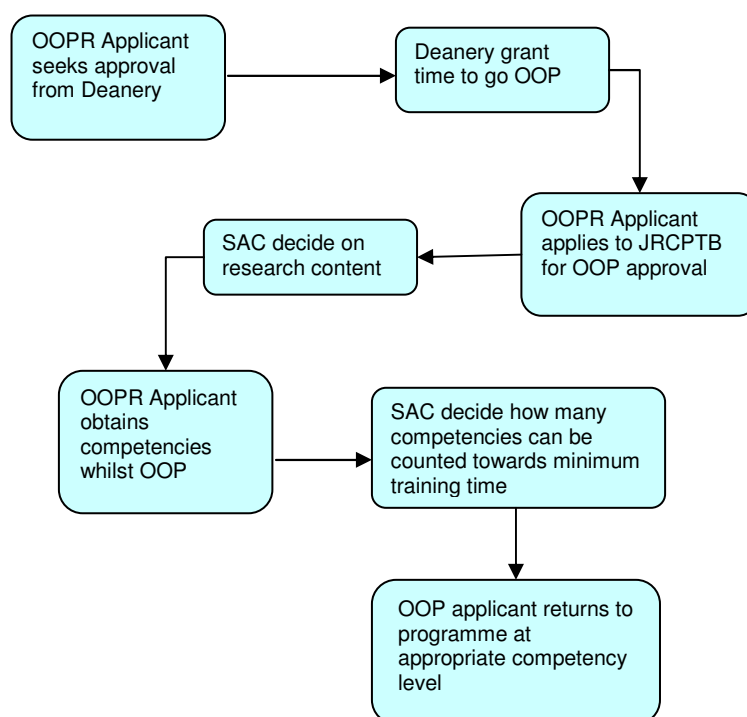 OOPR Applicant
seeks approval
from Deanery
Deanery grant
time to go OOP
OOPR Applicant
applies to JRCPTB
for OOP approval
SAC decide on
research content
OOPR Applicant
obtains
competencies
whilst OOP
SAC decide how many
competencies can be
counted towards minimum
training time
OOP applicant returns to
programme at
appropriate competency
level